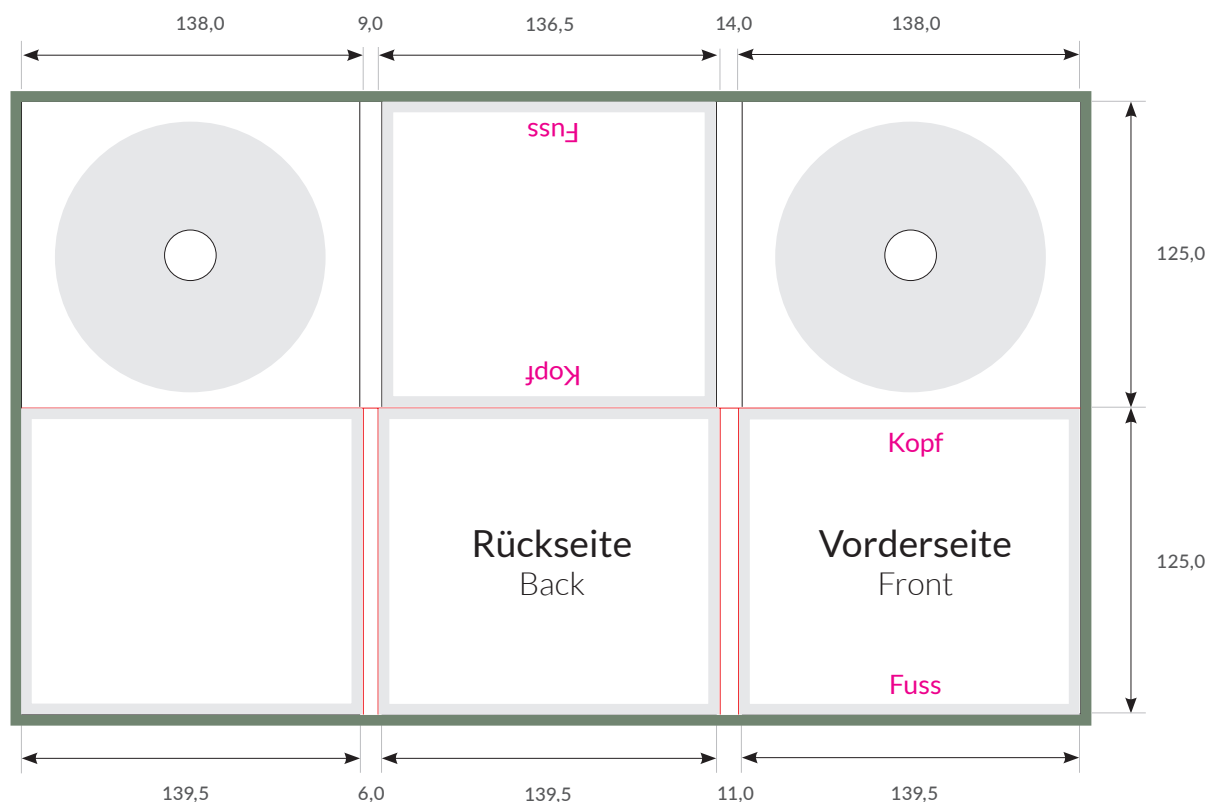 138,0
9,0
136,5
14,0
138,0
Fuss
125,0
Kopf
Kopf
Rückseite
Back
Vorderseite
Front
125,0
Fuss
139,5
6,0
139,5
11,0
139,5